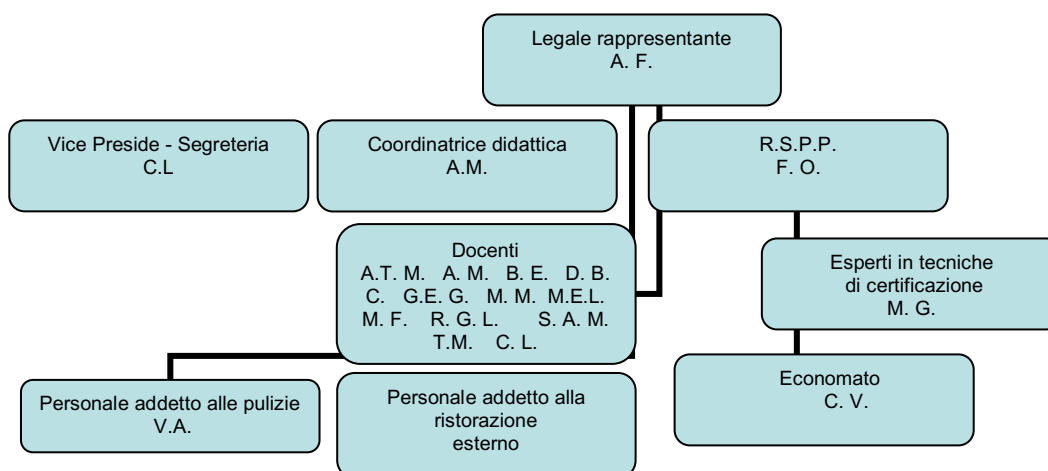 Legale rappresentante
A. F.
Vice Preside - Segreteria
C.L
Coordinatrice didattica
A.M.
R.S.P.P.
F. O.
Docenti
A.T. M. A. M. B. E. D. B.
C. G.E. G. M. M. M.E.L.
M. F. R. G. L. S. A. M.
T.M. C. L.
Esperti in tecniche
di certificazione
M. G.
Personale addetto alle pulizie
V.A.
Personale addetto alla
ristorazione
esterno
Economato
C. V.